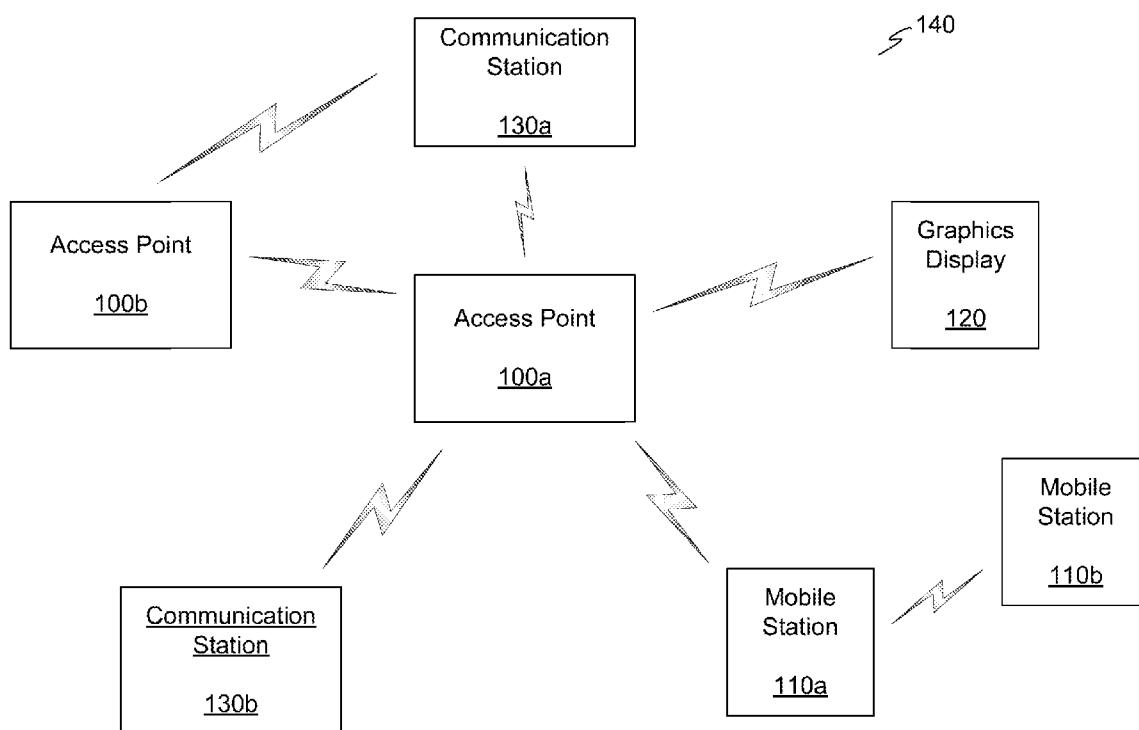 140
Communication
Station
130a
Access Point
100b
Graphics
Display
120
Access Point
100a
Mobile
Station
110b
Communication
Station
130b
Mobile
Station
110a